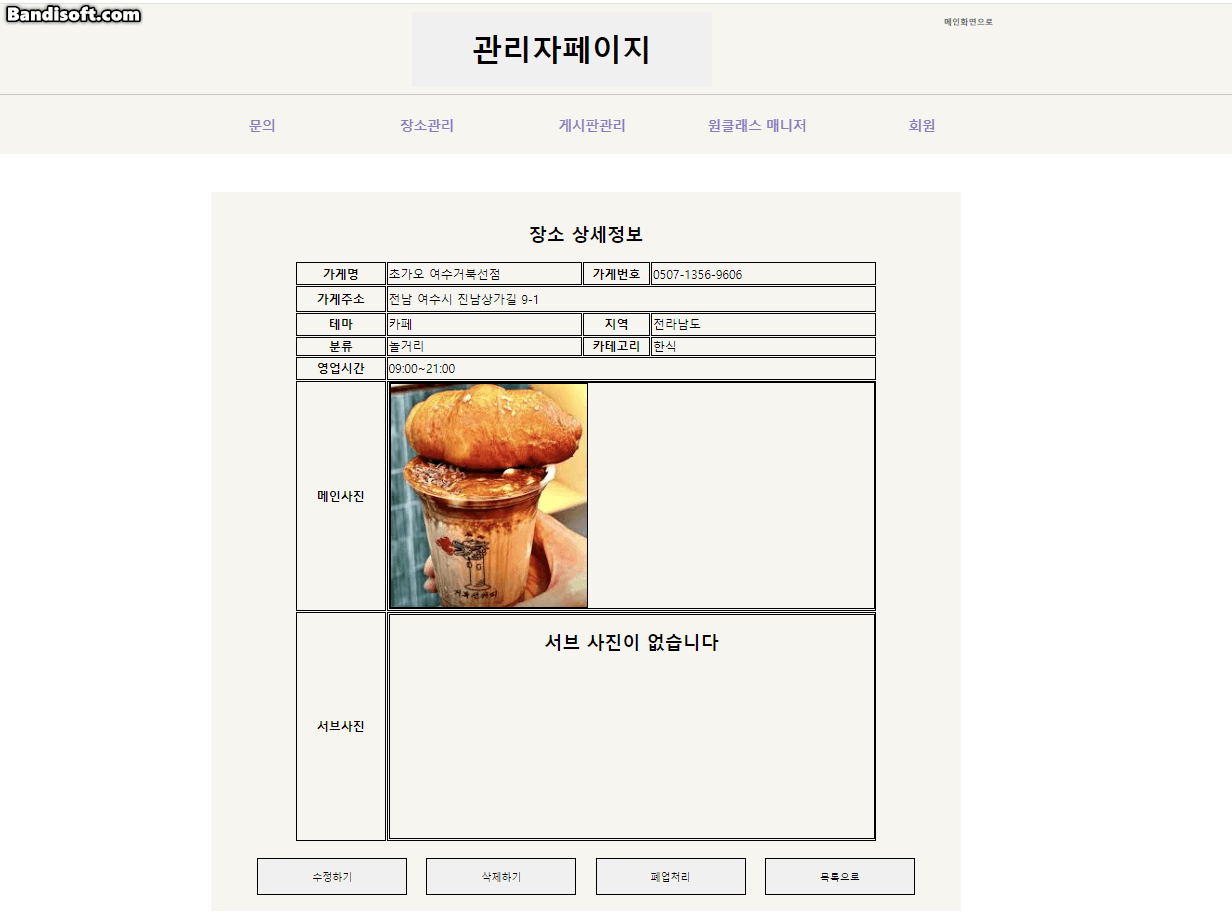 Bandisoft.com
메인화면으로
관리자페이지
문의 장소관리 게시판관리 원클래스 매니저 회원
장소 상세정보
가게명 초가오 여수거북선점 가게번호 0507-1356-9606
가게주소 전남 여수시 진남상가길 9-1
테마 카페 지역 전라남도
분류 놀거리 카테고리 한식
영업시간 09:00~21:00
메인사진
거북선커피
서브 사진이 없습니다
서브사진
수정하기 삭제하기 폐업처리 목록으로